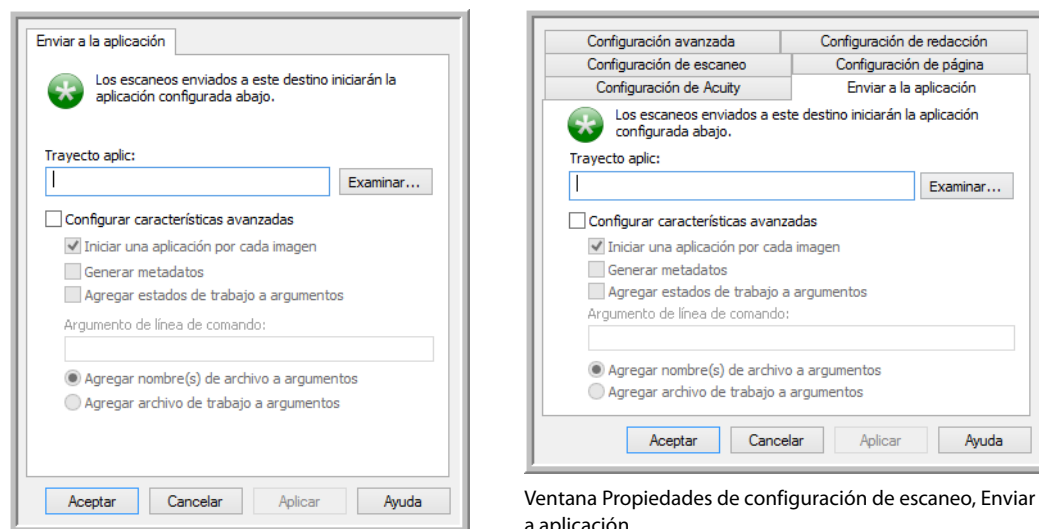 Enviar a la aplicación
Los escaneos enviados a este destino iniciarán la
aplicación configurada abajo.
Trayecto aplic:
Examinar...
Configurar características avanzadas
Iniciar una aplicación por cada imagen
Generar metadatos
Agregar estados de trabajo a argumentos
Argumento de línea de comando:
Agregar nombre(s) de archivo a argumentos
Agregar archivo de trabajo a argumentos
Aceptar Cancelar Aplicar Ayuda
Configuración avanzada Configuración de redacción
Configuración de escaneo Configuración de página
Configuración de Acuity Enviar a la aplicación
Los escaneos enviados a este destino iniciarán la aplicación
configurada abajo.
Trayecto aplic:
Examinar...
Configurar características avanzadas
Iniciar una aplicación por cada imagen
Generar metadatos
Agregar estados de trabajo a argumentos
Argumento de línea de comando:
Agregar nombre(s) de archivo a argumentos
Agregar archivo de trabajo a argumentos
Aceptar Cancelar Aplicar Ayuda
Ventana Propiedades de configuración de escaneo, Enviar
a aplicación